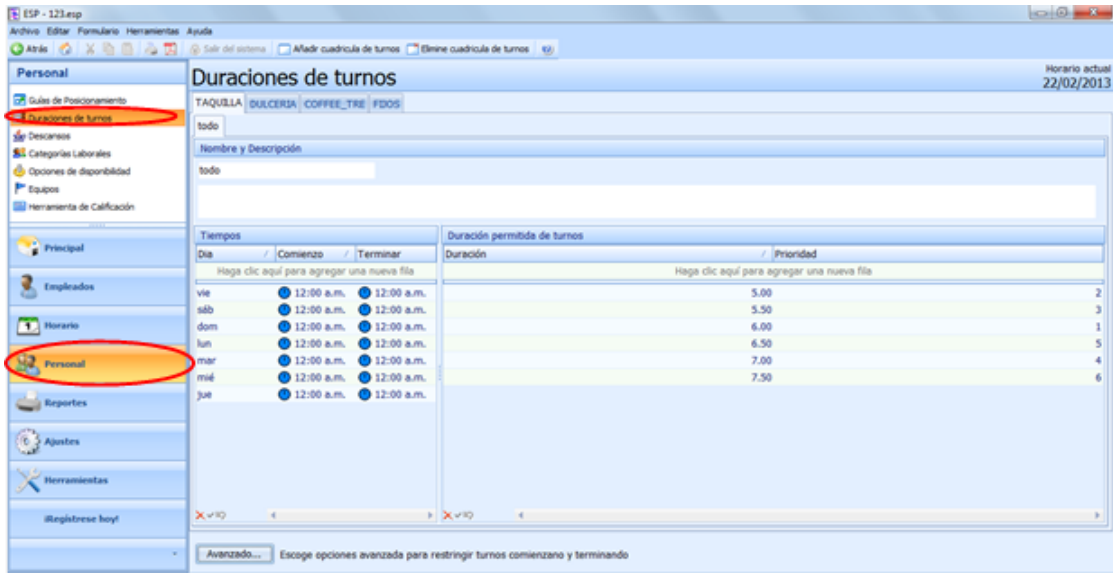 ESP - 123.esp
Archivo Editar Formulario Herramientas Ayuda
Atrás Salir del sistema Añadir cuadrícula de turnos Elimine cuadrícula de turnos
Personal
Duraciones de turnos
Horario actual
22/02/2013
Guías de Posicionamiento
Duraciones de turnos
Descansos
Categorías Laborales
Opciones de disponibilidad
Equipos
Herramienta de Calificación
Principal
Empleados
Horario
Personal
Reportes
Ajustes
Herramientas
¡Regístrese hoy!
TAQUILLA DULCERIA COFFEE_TRE FDOS
todo
Nombre y Descripción
todo
Tiempos
Duración permitida de turnos
Dia / Comienzo / Terminar
Duración / Prioridad
Haga clic aquí para agregar una nueva fila
Haga clic aquí para agregar una nueva fila
vie 12:00 a.m. 12:00 a.m. 5.00 2
sáb 12:00 a.m. 12:00 a.m. 5.50 3
dom 12:00 a.m. 12:00 a.m. 6.00 1
lun 12:00 a.m. 12:00 a.m. 6.50 5
mar 12:00 a.m. 12:00 a.m. 7.00 4
mié 12:00 a.m. 12:00 a.m. 7.50 6
jue 12:00 a.m. 12:00 a.m.
Avanzado... Escoge opciones avanzada para restringir turnos comienzano y terminando